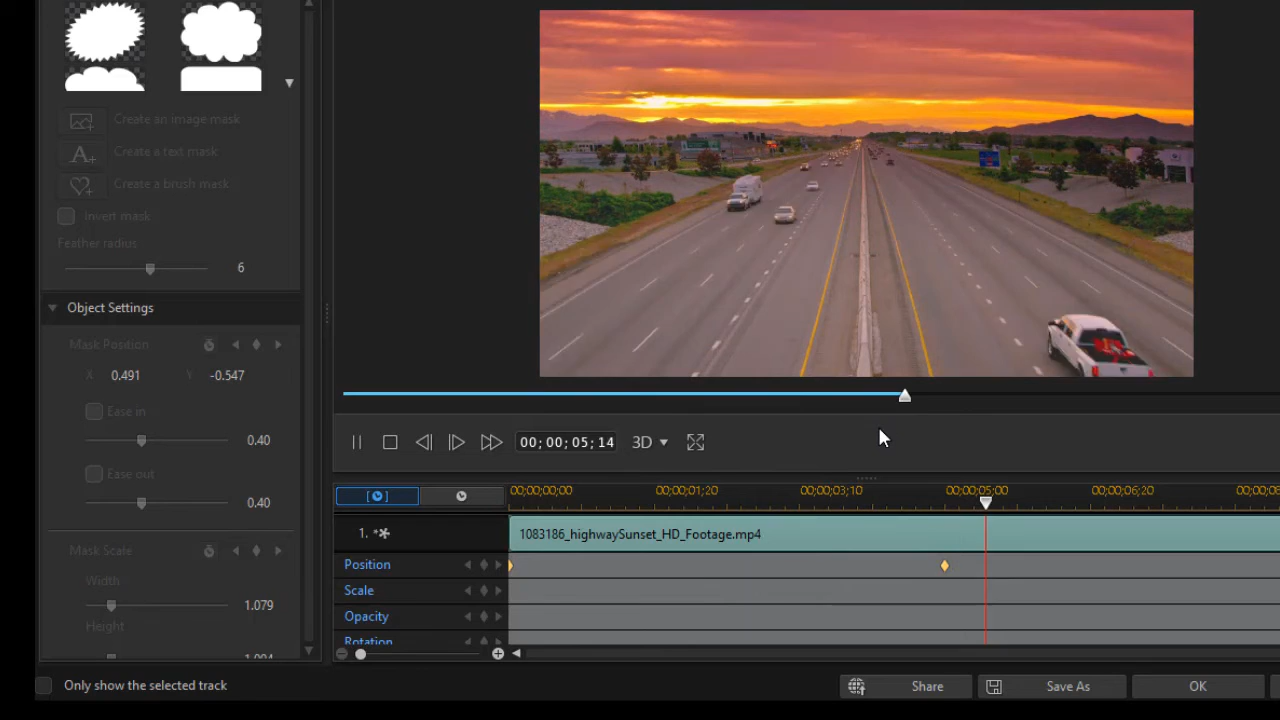 Create an image mask
A+ Create a text mask
Create a brush mask
Invert mask
Feather radius
6
Object Settings
Mask Position
X 0.491 Y -0.547
Ease in
0.40
Ease out
0.40
Mask Scale
Width
1.079
Height
1.004
00; 00; 05; 14 3D
00;00;00;00 00;00;01;20 00;00;03;10 00;00;05;00 00;00;06;20 00;00;0
1. 1083186_highwaySunset_HD_Footage.mp4
Position
Scale
Opacity
Rotation
Only show the selected track
Share Save As OK